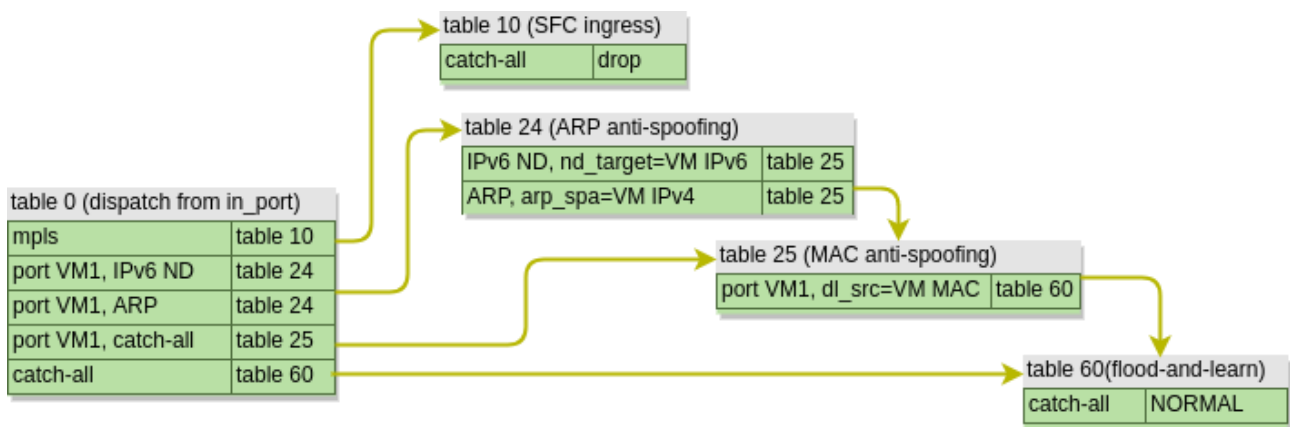 table 10 (SFC ingress)
catch-all drop
table 24 (ARP anti-spoofing)
IPv6 ND, nd_target=VM IPv6 table 25
ARP, arp_spa=VM IPv4 table 25
table 0 (dispatch from in_port)
mpls table 10
port VM1, IPv6 ND table 24
port VM1, ARP table 24
port VM1, catch-all table 25
catch-all table 60
table 25 (MAC anti-spoofing)
port VM1, dl_src=VM MAC table 60
table 60(flood-and-learn)
catch-all NORMAL